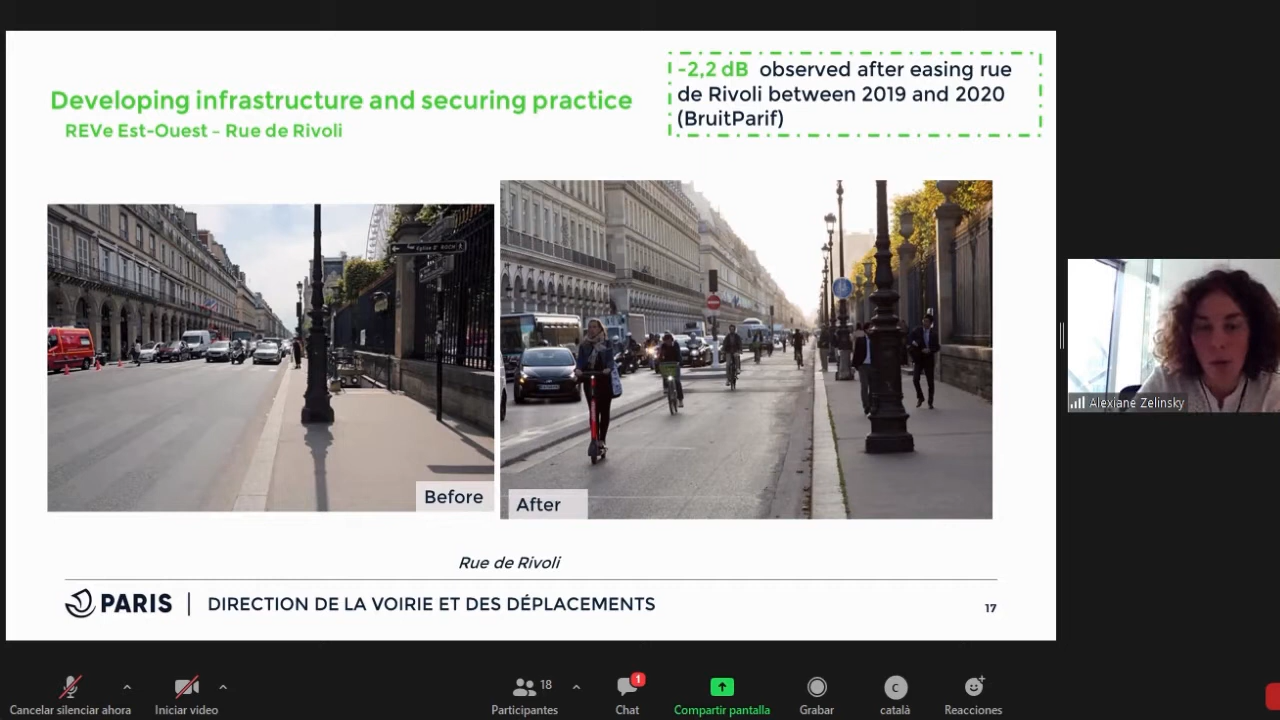 -2,2 dB observed after easing rue
de Rivoli between 2019 and 2020
(BruitParif)
Developing infrastructure and securing practice
REVe Est-Ouest – Rue de Rivoli
Before
After
Rue de Rivoli
PARIS | DIRECTION DE LA VOIRIE ET DES DÉPLACEMENTS
17
Alexiane Zelinsky
18
1
C
Cancelar silenciar ahora
Iniciar video
Participantes
Chat
Compartir pantalla
Grabar
català
Reacciones